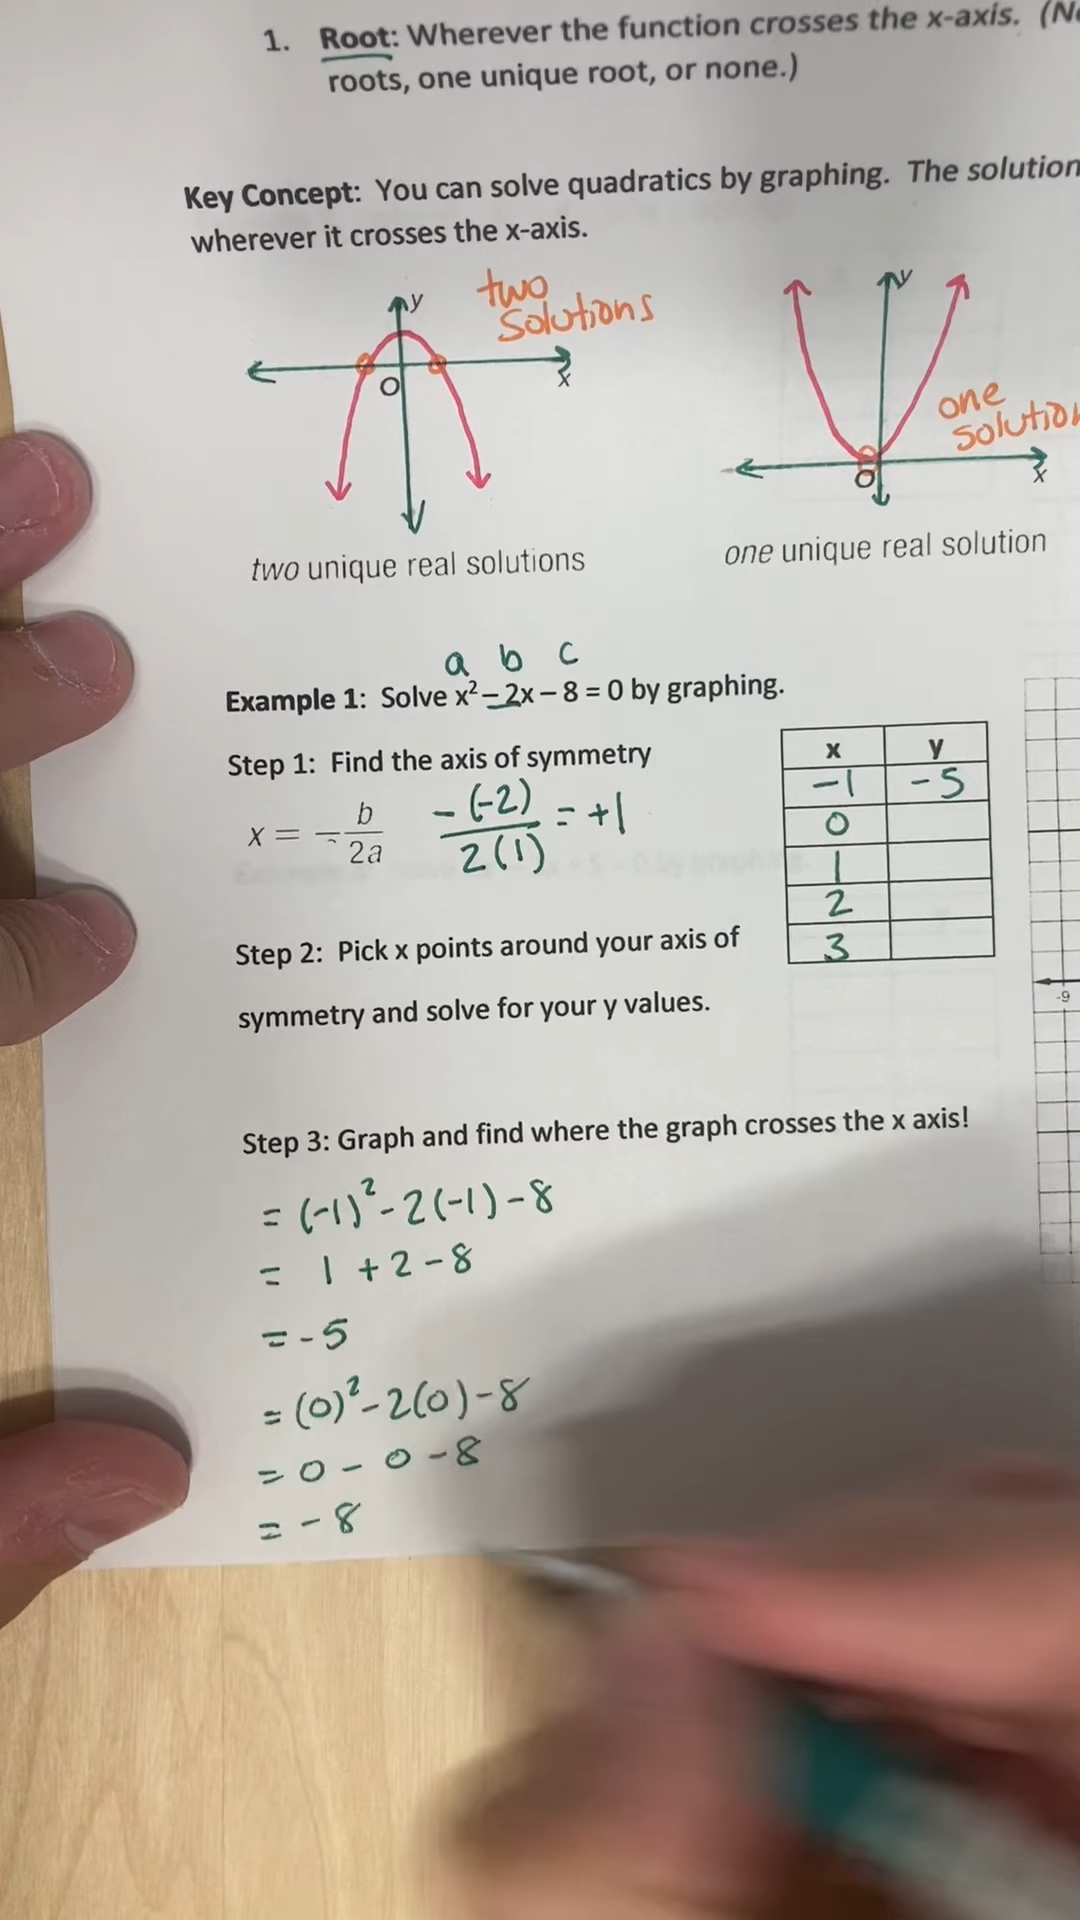 1. Root: Wherever the function crosses the x-axis. (
roots, one unique root, or none.)
Key Concept: You can solve quadratics by graphing. The solution
wherever it crosses the x-axis.
two
solutions
y
O
x
y
one
solution
O
x
two unique real solutions
one unique real solution
a b c
Example 1: Solve x² – 2x – 8 = 0 by graphing.
Step 1: Find the axis of symmetry
x = - b/2a   -(-2)/2(1) = +1
x y
-1 -5
0
1
2
3
Step 2: Pick x points around your axis of
symmetry and solve for your y values.
-9
Step 3: Graph and find where the graph crosses the x axis!
= (-1)² - 2(-1) - 8
= 1 + 2 - 8
= - 5
= (0)² - 2(0) - 8
= 0 - 0 - 8
= - 8